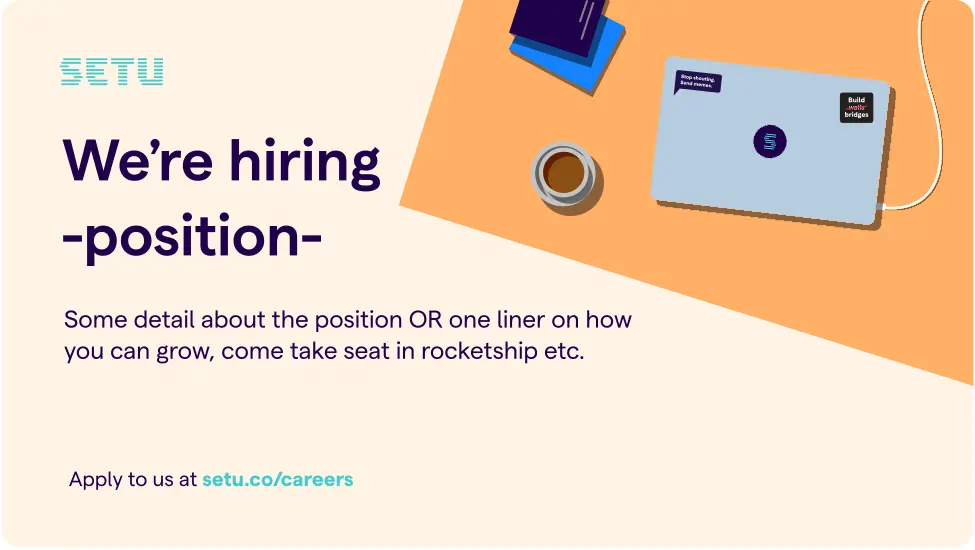 SETU
We’re hiring
-position-
Some detail about the position OR one liner on how
you can grow, come take seat in rocketship etc.
Apply to us at setu.co/careers
Stop shouting.
Send memos.
Build
walls
bridges
S